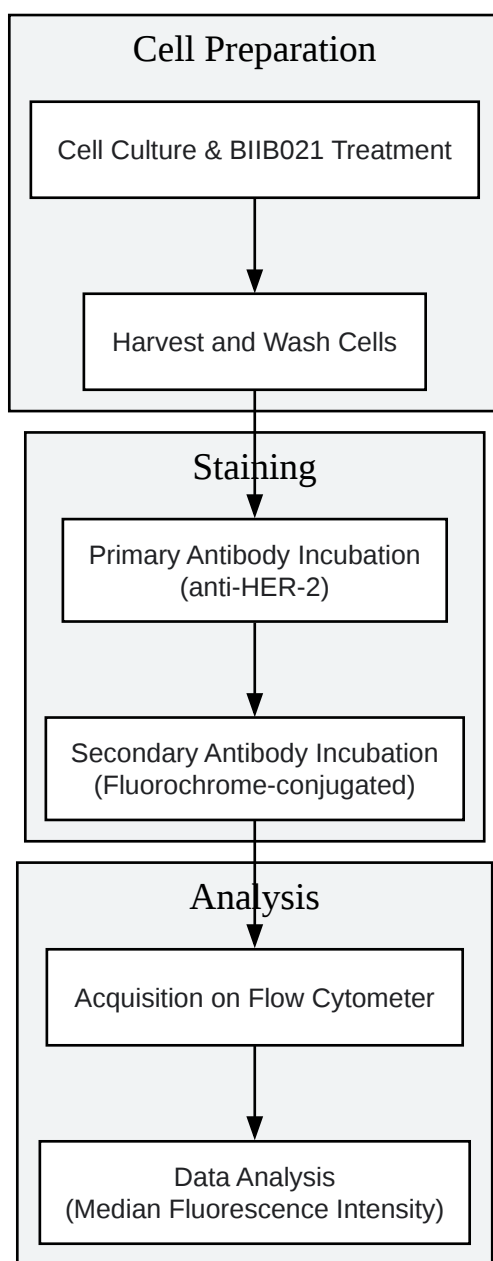 Cell Preparation
Cell Culture & BIIB021 Treatment
Harvest and Wash Cells
Staining
Primary Antibody Incubation
(anti-HER-2)
Secondary Antibody Incubation
(Fluorochrome-conjugated)
Analysis
Acquisition on Flow Cytometer
Data Analysis
(Median Fluorescence Intensity)